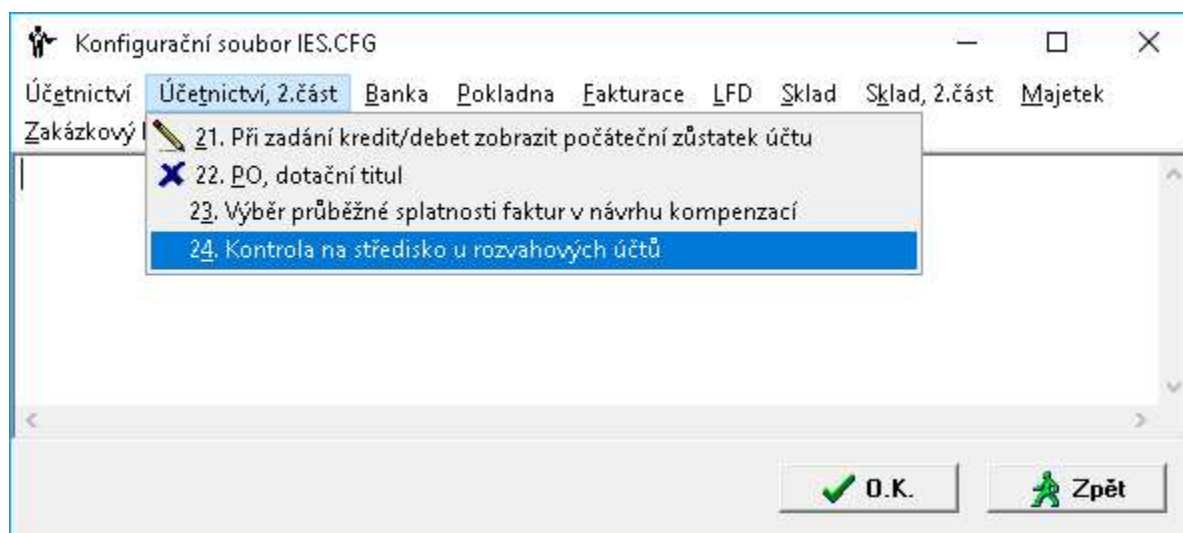 Konfigurační soubor IES.CFG
Účetnictví Účetnictví, 2.část Banka Pokladna Fakturace LFD Sklad Sklad, 2.část Majetek
Zakázkový
21. Při zadání kredit/debet zobrazit počáteční zůstatek účtu
22. PO, dotační titul
23. Výběr průběžné splatnosti faktur v návrhu kompenzací
24. Kontrola na středisko u rozvahových účtů
O.K. Zpět